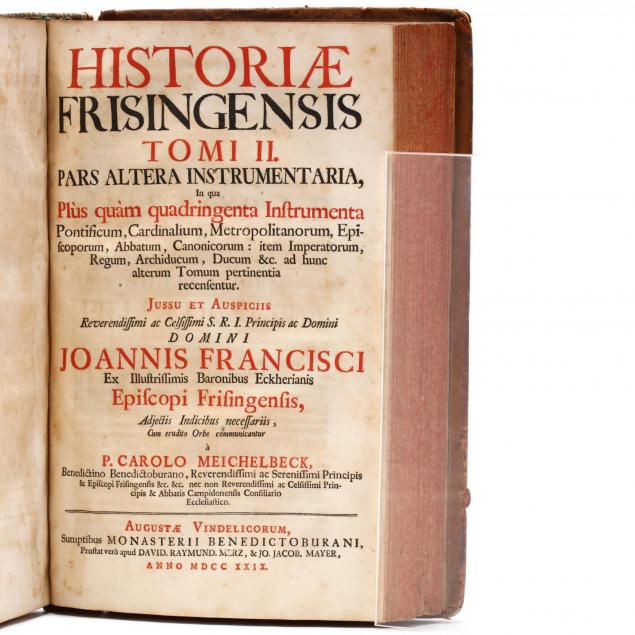 HISTORIÆ
FRISINGENSIS
TOMI II.
PARS ALTERA INSTRUMENTARIA,
In qua
Plùs quàm quadringenta Inſtrumenta
Pontificum, Cardinalium, Metropolitanorum, Epi-
ſcoporum, Abbatum, Canonicorum: item Imperatorum,
Regum, Archiducum, Ducum &c. ad hunc
alterum Tomum pertinentia
recenſentur.
JUSSU ET AUSPICIIS
Reverendiſſimi ac Celſiſſimi S. R. I. Principis ac Domini
DOMINI
JOANNIS FRANCISCI
Ex Illuſtriſſimis Baronibus Eckherianis
Epiſcopi Friſingenſis,
Adjectis Indicibus neceſſariis,
Cum erudito Orbe communicantur
à
P. CAROLO MEICHELBECK,
Benedictino Benedictoburano, Reverendiſſimi ac Sereniſſimi Principis
& Epiſcopi Friſingenſis &c. &c. nec non Reverendiſſimi ac Celſiſſimi Prin-
cipis & Abbatis Campidonenſis Conſiliario
Eccleſiaſtico.
AUGUSTÆ VINDELICORUM,
Sumptibus MONASTERII BENEDICTOBURANI,
Proſtat verò apud DAVID. RAYMUND. MERZ, & JO. JACOB. MAYER,
ANNO MDCC XXIX.